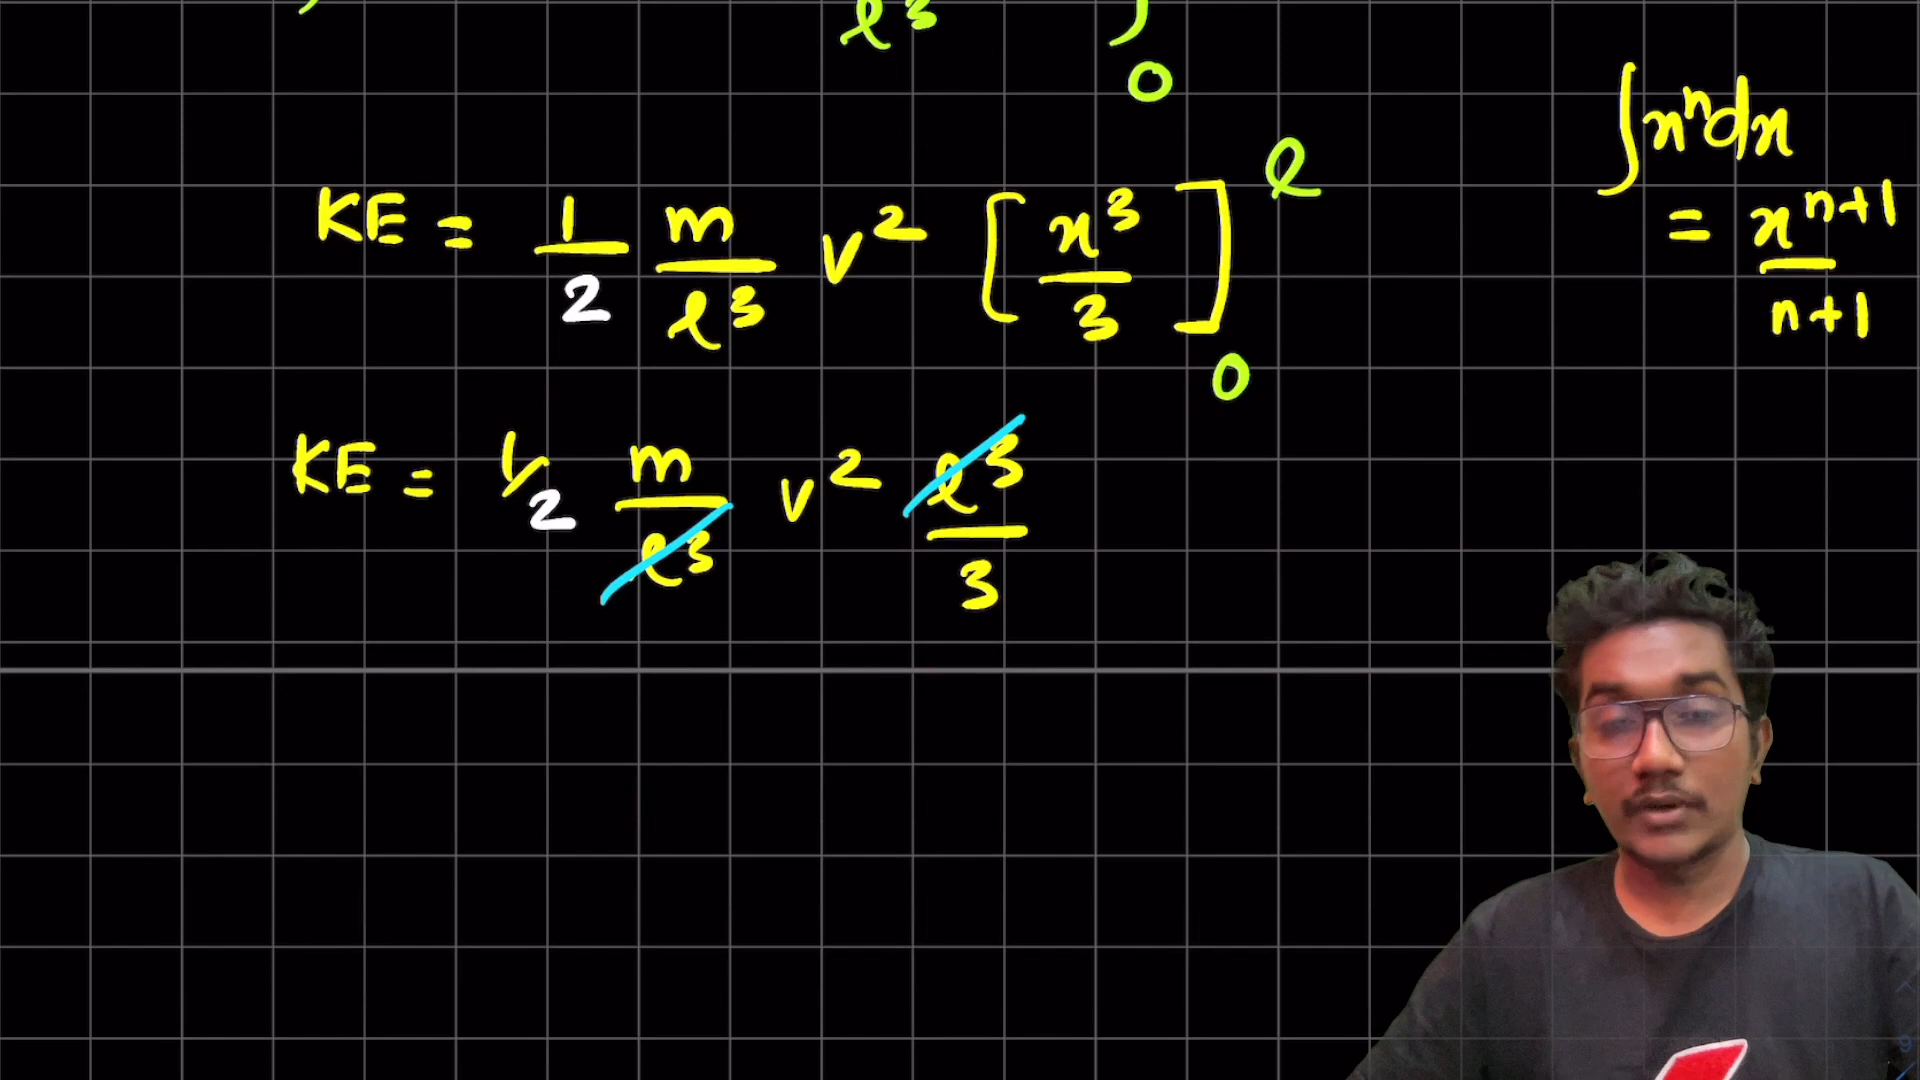 ℓ³ ∫
0
KE = 1/2 m/ℓ³ v² [x³/3]₀^ℓ
KE = 1/2 m/ℓ³ v² ℓ³/3
∫xⁿdx
= xⁿ⁺¹/n+1